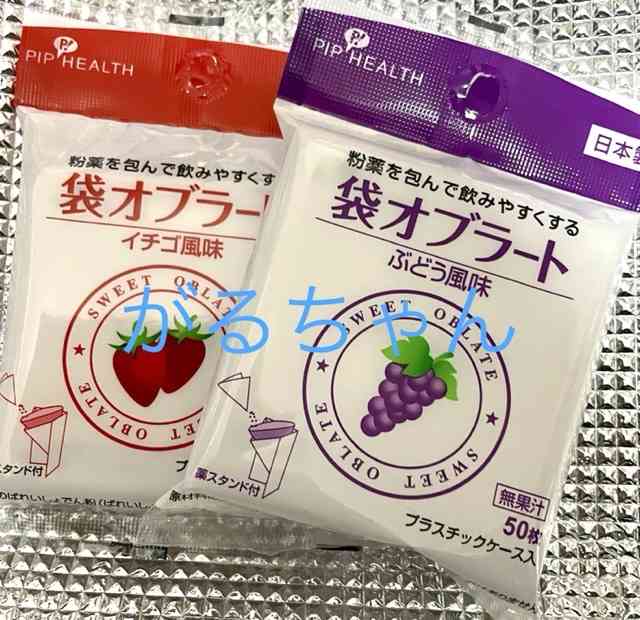 PIP HEALTH
粉薬を包んで飲みやすくする
袋オブラート
イチゴ風味
SWEET OBLATE
SWEET OBLATE
薬スタンド付
PIP HEALTH
日本製
粉薬を包んで飲みやすくする
袋オブラート
ぶどう風味
SWEET OBLATE
SWEET OBLATE
薬スタンド付
無果汁
50枚
プラスチックケース入
がるちゃん